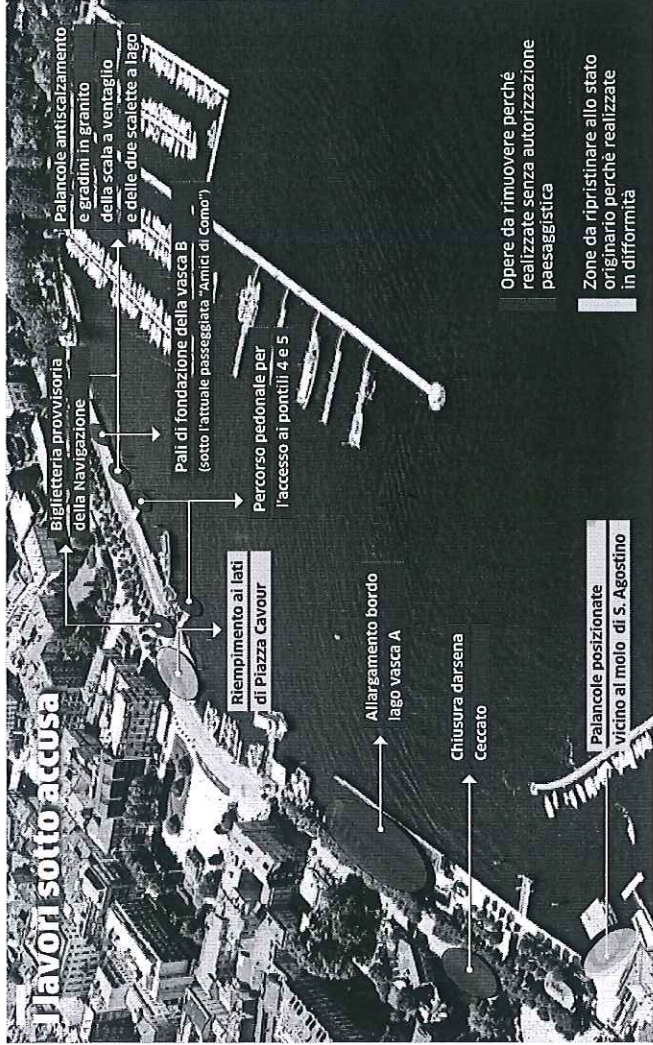 I lavori sotto accusa
Biglietteria provvisoria
della Navigazione
Palancole antiscalzamento
e gradini in granito
della scala a ventaglio
e delle due scalette a lago
Pali di fondazione della vasca B
(sotto l'attuale passeggiata "Amici di Como")
Percorso pedonale per
l'accesso ai pontili 4 e 5
Riempimento ai lati
di Piazza Cavour
Allargamento bordo
lago vasca A
Chiusura darsena
Ceccato
Palancole posizionate
vicino al molo di S. Agostino
Opere da rimuovere perché
realizzate senza autorizzazione
paesaggistica
Zone da ripristinare allo stato
originario perchè realizzate
in difformità